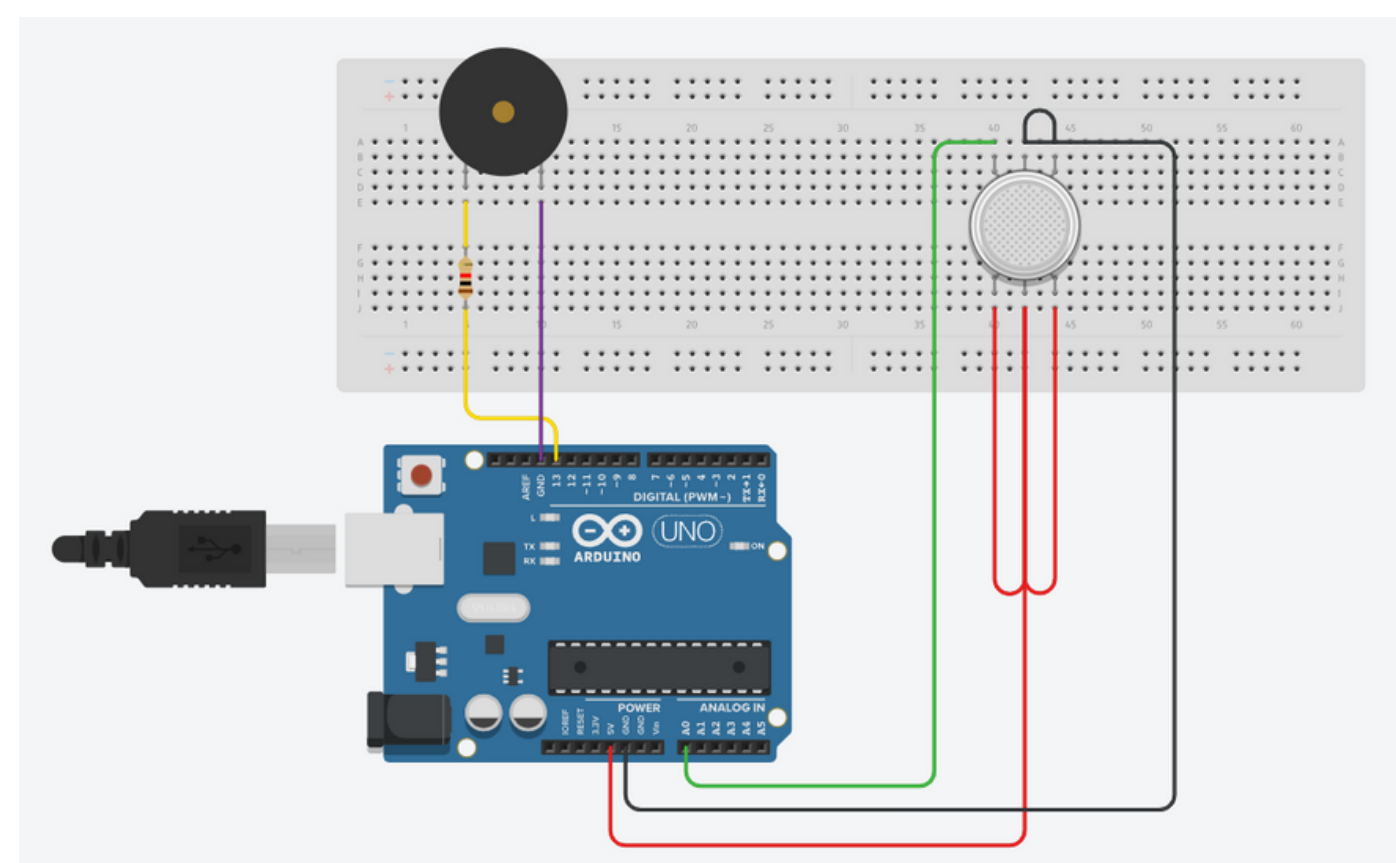 1 15 20 25 30 35 40 45 50 55 60
A A
B B
C C
D D
E E
F F
G G
H H
I I
J J
1 10 15 20 25 30 35 40 45 50 55 60
AREF GND 13 12 ~11 ~10 ~9 8 7 ~6 ~5 4 ~3 2 TX→1 RX←0
DIGITAL (PWM ~)
L
TX
RX
UNO
ARDUINO
ON
POWER ANALOG IN
IOREF RESET 3.3V 5V GND GND Vin A0 A1 A2 A3 A4 A5